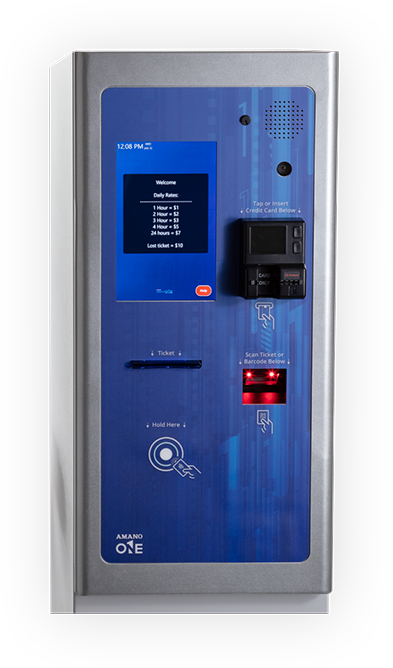 12:08 PM
Welcome
Daily Rates:
1 Hour = $1
2 Hour = $2
3 Hour = $3
4 Hour = $5
24 hours = $7
Lost ticket = $10
Tap or Insert
↓ Credit Card Below ↓
CARD
ONLY
↓ Ticket ↓
Scan Ticket or
↓ Barcode Below ↓
↓ Hold Here ↓
AMANO
ONE